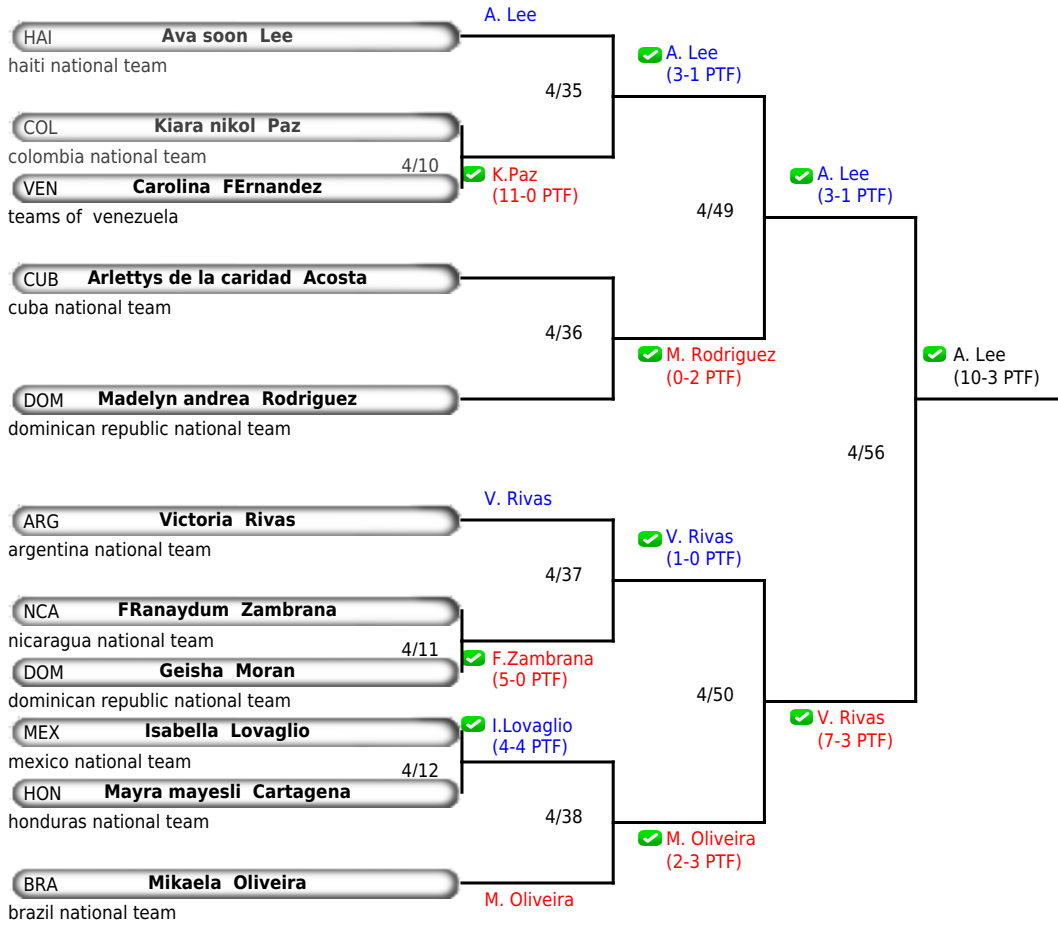 A. Lee
HAI Ava soon Lee
haiti national team
A. Lee
(3-1 PTF)
4/35
COL Kiara nikol Paz
colombia national team
4/10
K.Paz
(11-0 PTF)
VEN Carolina FErnandez
teams of venezuela
A. Lee
(3-1 PTF)
4/49
CUB Arlettys de la caridad Acosta
cuba national team
4/36
M. Rodriguez
(0-2 PTF)
DOM Madelyn andrea Rodriguez
dominican republic national team
A. Lee
(10-3 PTF)
4/56
V. Rivas
ARG Victoria Rivas
argentina national team
V. Rivas
(1-0 PTF)
4/37
NCA FRanaydum Zambrana
nicaragua national team
4/11
F.Zambrana
(5-0 PTF)
DOM Geisha Moran
dominican republic national team
4/50
V. Rivas
(7-3 PTF)
MEX Isabella Lovaglio
I.Lovaglio
(4-4 PTF)
mexico national team
4/12
HON Mayra mayesli Cartagena
honduras national team
4/38
M. Oliveira
(2-3 PTF)
BRA Mikaela Oliveira
M. Oliveira
brazil national team